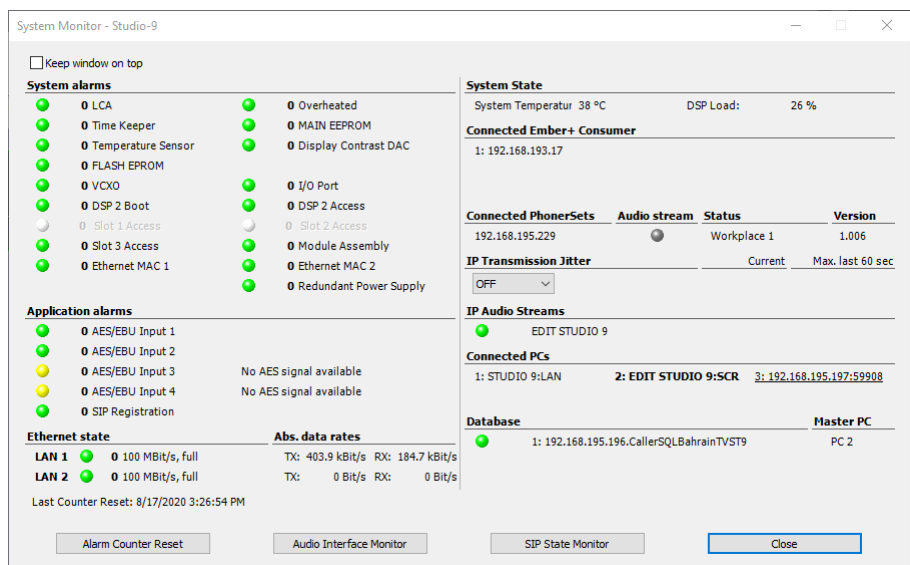 System Monitor - Studio-9
Keep window on top
System alarms
0 LCA
0 Overheated
0 Time Keeper
0 MAIN EEPROM
0 Temperature Sensor
0 Display Contrast DAC
0 FLASH EPROM
0 VCXO
0 I/O Port
0 DSP 2 Boot
0 DSP 2 Access
0 Slot 1 Access
0 Slot 2 Access
0 Slot 3 Access
0 Module Assembly
0 Ethernet MAC 1
0 Ethernet MAC 2
0 Redundant Power Supply
Application alarms
0 AES/EBU Input 1
0 AES/EBU Input 2
0 AES/EBU Input 3 No AES signal available
0 AES/EBU Input 4 No AES signal available
0 SIP Registration
Ethernet state Abs. data rates
LAN 1 0 100 MBit/s, full TX: 403.9 kBit/s RX: 184.7 kBit/s
LAN 2 0 100 MBit/s, full TX: 0 Bit/s RX: 0 Bit/s
Last Counter Reset: 8/17/2020 3:26:54 PM
System State
System Temperatur 38 °C DSP Load: 26 %
Connected Ember+ Consumer
1: 192.168.193.17
Connected PhonerSets Audio stream Status Version
192.168.195.229 Workplace 1 1.006
IP Transmission Jitter Current Max. last 60 sec
OFF
IP Audio Streams
EDIT STUDIO 9
Connected PCs
1: STUDIO 9:LAN 2: EDIT STUDIO 9:SCR 3: 192.168.195.197:59908
Database Master PC
1: 192.168.195.196.CallerSQLBahrainTVST9 PC 2
Alarm Counter Reset
Audio Interface Monitor
SIP State Monitor
Close